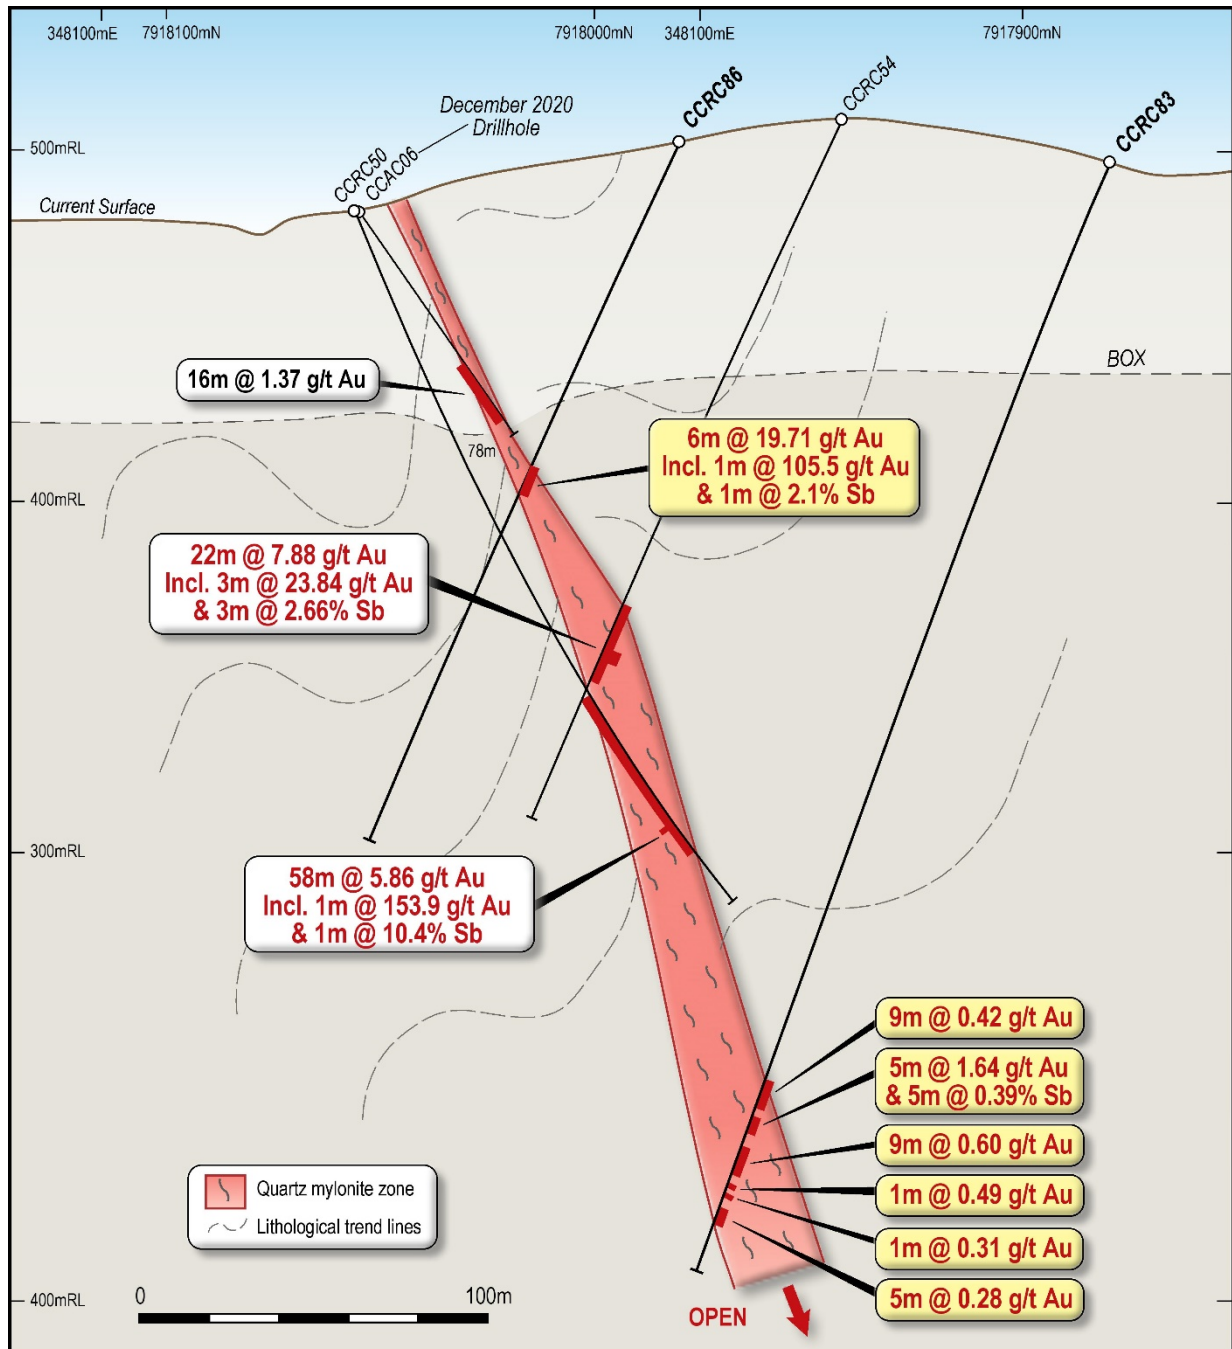 348100mE
7918100mN
7918000mN
348100mE
7917900mN
December 2020
Drillhole
CCRC50
CCAC06
CCRC86
CCRC54
CCRC83
500mRL
Current Surface
BOX
16m @ 1.37 g/t Au
78m
6m @ 19.71 g/t Au
Incl. 1m @ 105.5 g/t Au
& 1m @ 2.1% Sb
400mRL
22m @ 7.88 g/t Au
Incl. 3m @ 23.84 g/t Au
& 3m @ 2.66% Sb
300mRL
58m @ 5.86 g/t Au
Incl. 1m @ 153.9 g/t Au
& 1m @ 10.4% Sb
9m @ 0.42 g/t Au
5m @ 1.64 g/t Au
& 5m @ 0.39% Sb
9m @ 0.60 g/t Au
1m @ 0.49 g/t Au
1m @ 0.31 g/t Au
5m @ 0.28 g/t Au
Quartz mylonite zone
Lithological trend lines
0
100m
400mRL
OPEN